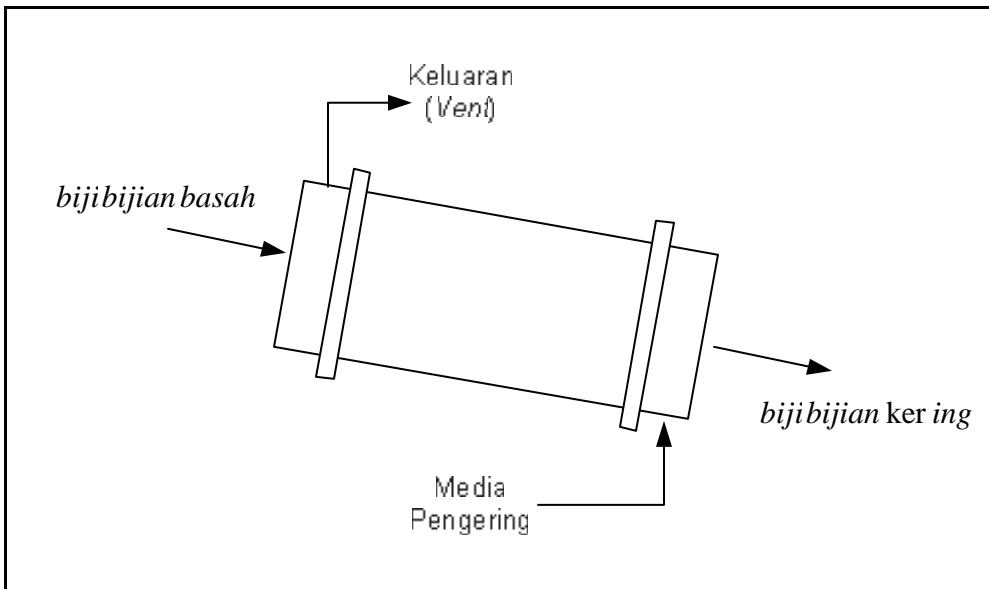 Keluaran
(Vent)
biji bijian basah
biji bijian ker ing
Media
Pengering